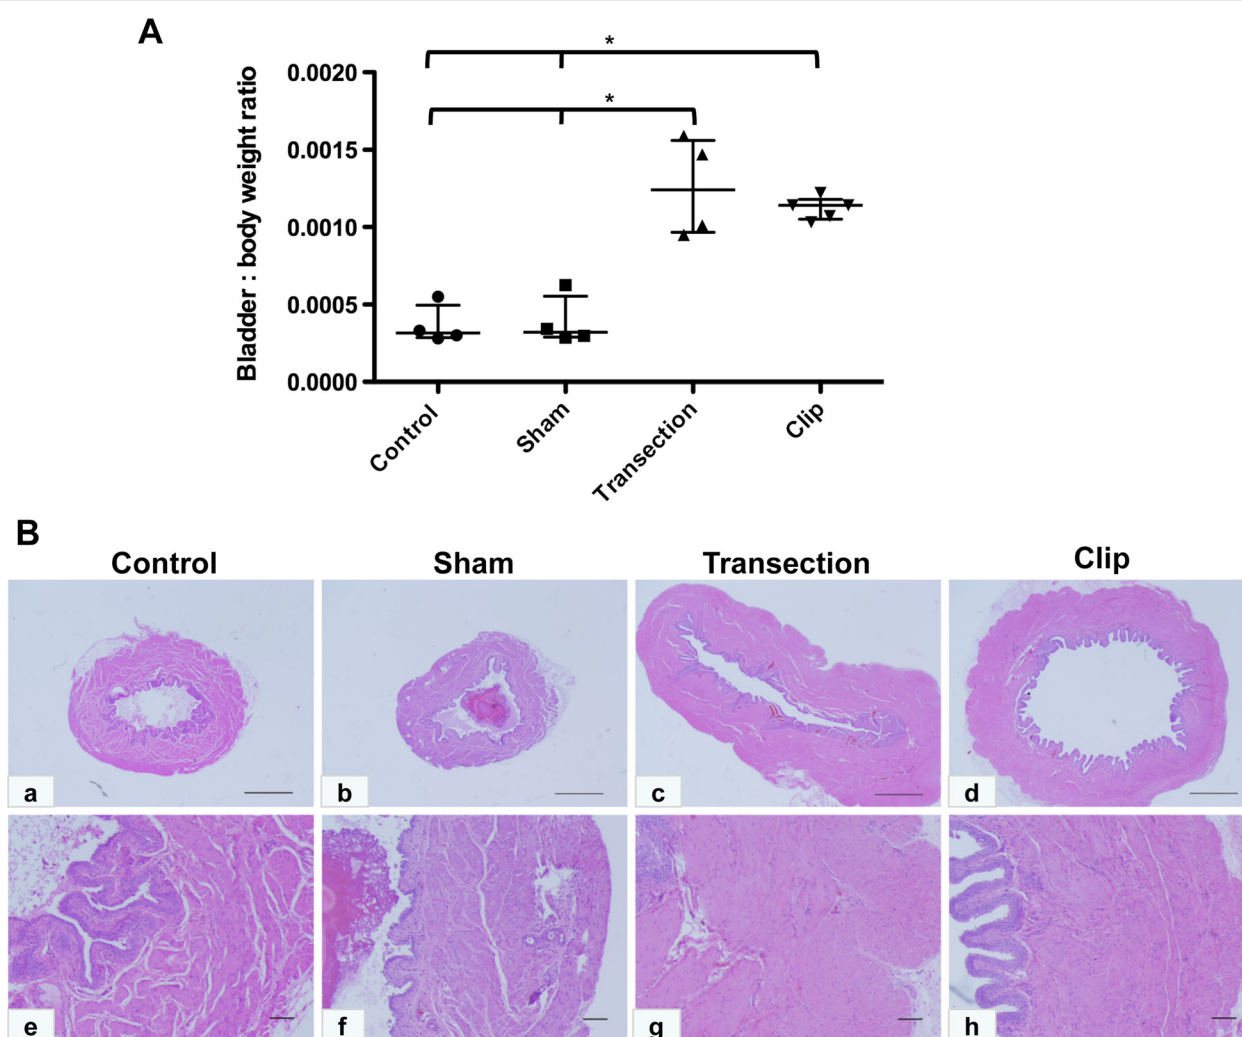 A
*
*
Bladder : body weight ratio
0.0020
0.0015
0.0010
0.0005
0.0000
Control
Sham
Transection
Clip
B
Control
Sham
Transection
Clip
a
b
c
d
e
f
g
h